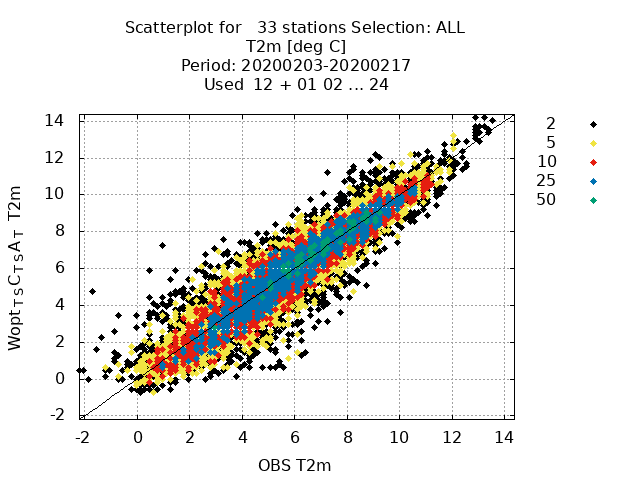 Scatterplot for   33 stations Selection: ALL
T2m [deg C]
Period: 20200203-20200217
Used  12 + 01 02 ... 24
2
5
10
25
50
14
12
10
8
6
4
2
0
-2
Wopt_T_S C_T_S A_T  T2m
-2 0 2 4 6 8 10 12 14
OBS T2m